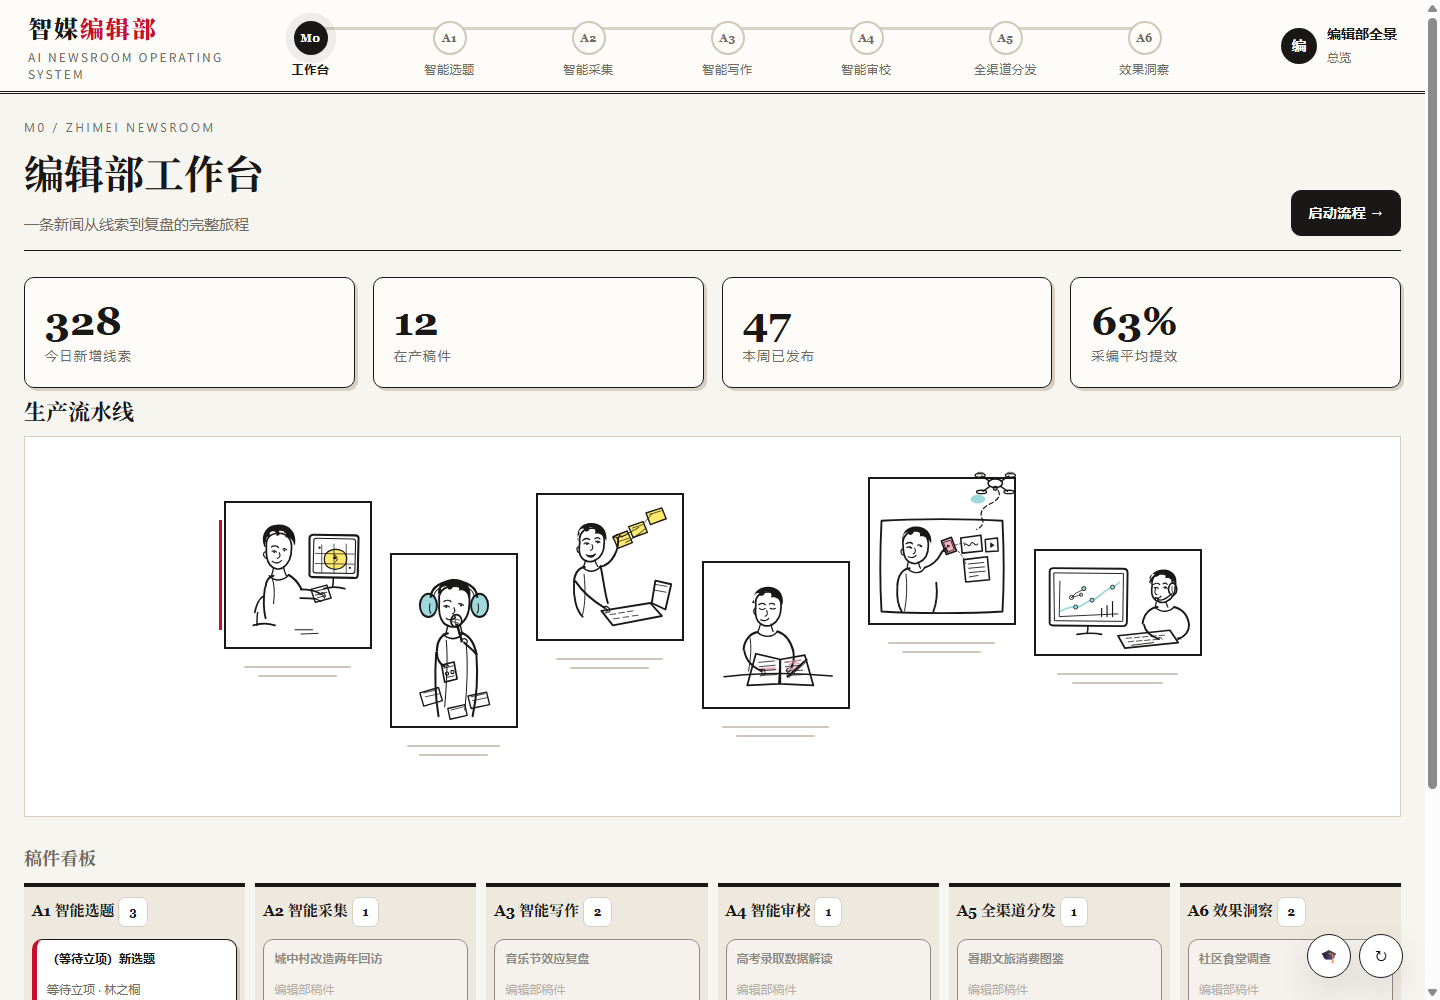 智媒编辑部
AI NEWSROOM OPERATING
SYSTEM
M0
工作台
A1
智能选题
A2
智能采集
A3
智能写作
A4
智能审校
A5
全渠道分发
A6
效果洞察
编
编辑部全景
总览
M0 / ZHIMEI NEWSROOM
编辑部工作台
一条新闻从线索到复盘的完整旅程
启动流程 →
328
今日新增线索
12
在产稿件
47
本周已发布
63%
采编平均提效
生产流水线
稿件看板
A1 智能选题 3
（等待立项）新选题
等待立项 · 林之桐
A2 智能采集 1
城中村改造两年回访
编辑部稿件
A3 智能写作 2
音乐节效应复盘
编辑部稿件
A4 智能审校 1
高考录取数据解读
编辑部稿件
A5 全渠道分发 1
暑期文旅消费图鉴
编辑部稿件
A6 效果洞察 2
社区食堂调查
编辑部稿件